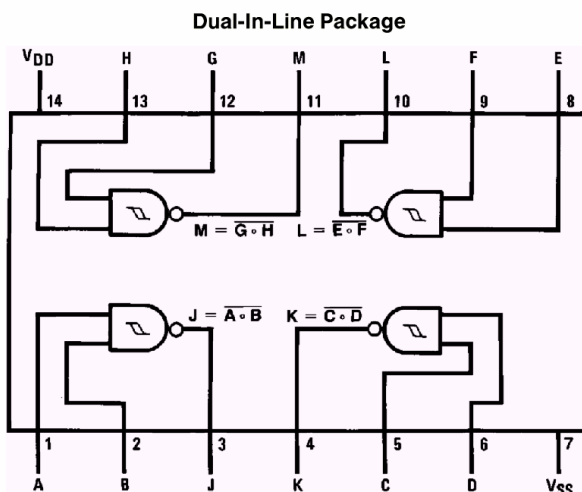 Dual-In-Line Package
VDD H G M L F E
14 13 12 11 10 9 8
M = G∘H L = E∘F
J = A∘B K = C∘D
1 2 3 4 5 6 7
A B J K C D VSS